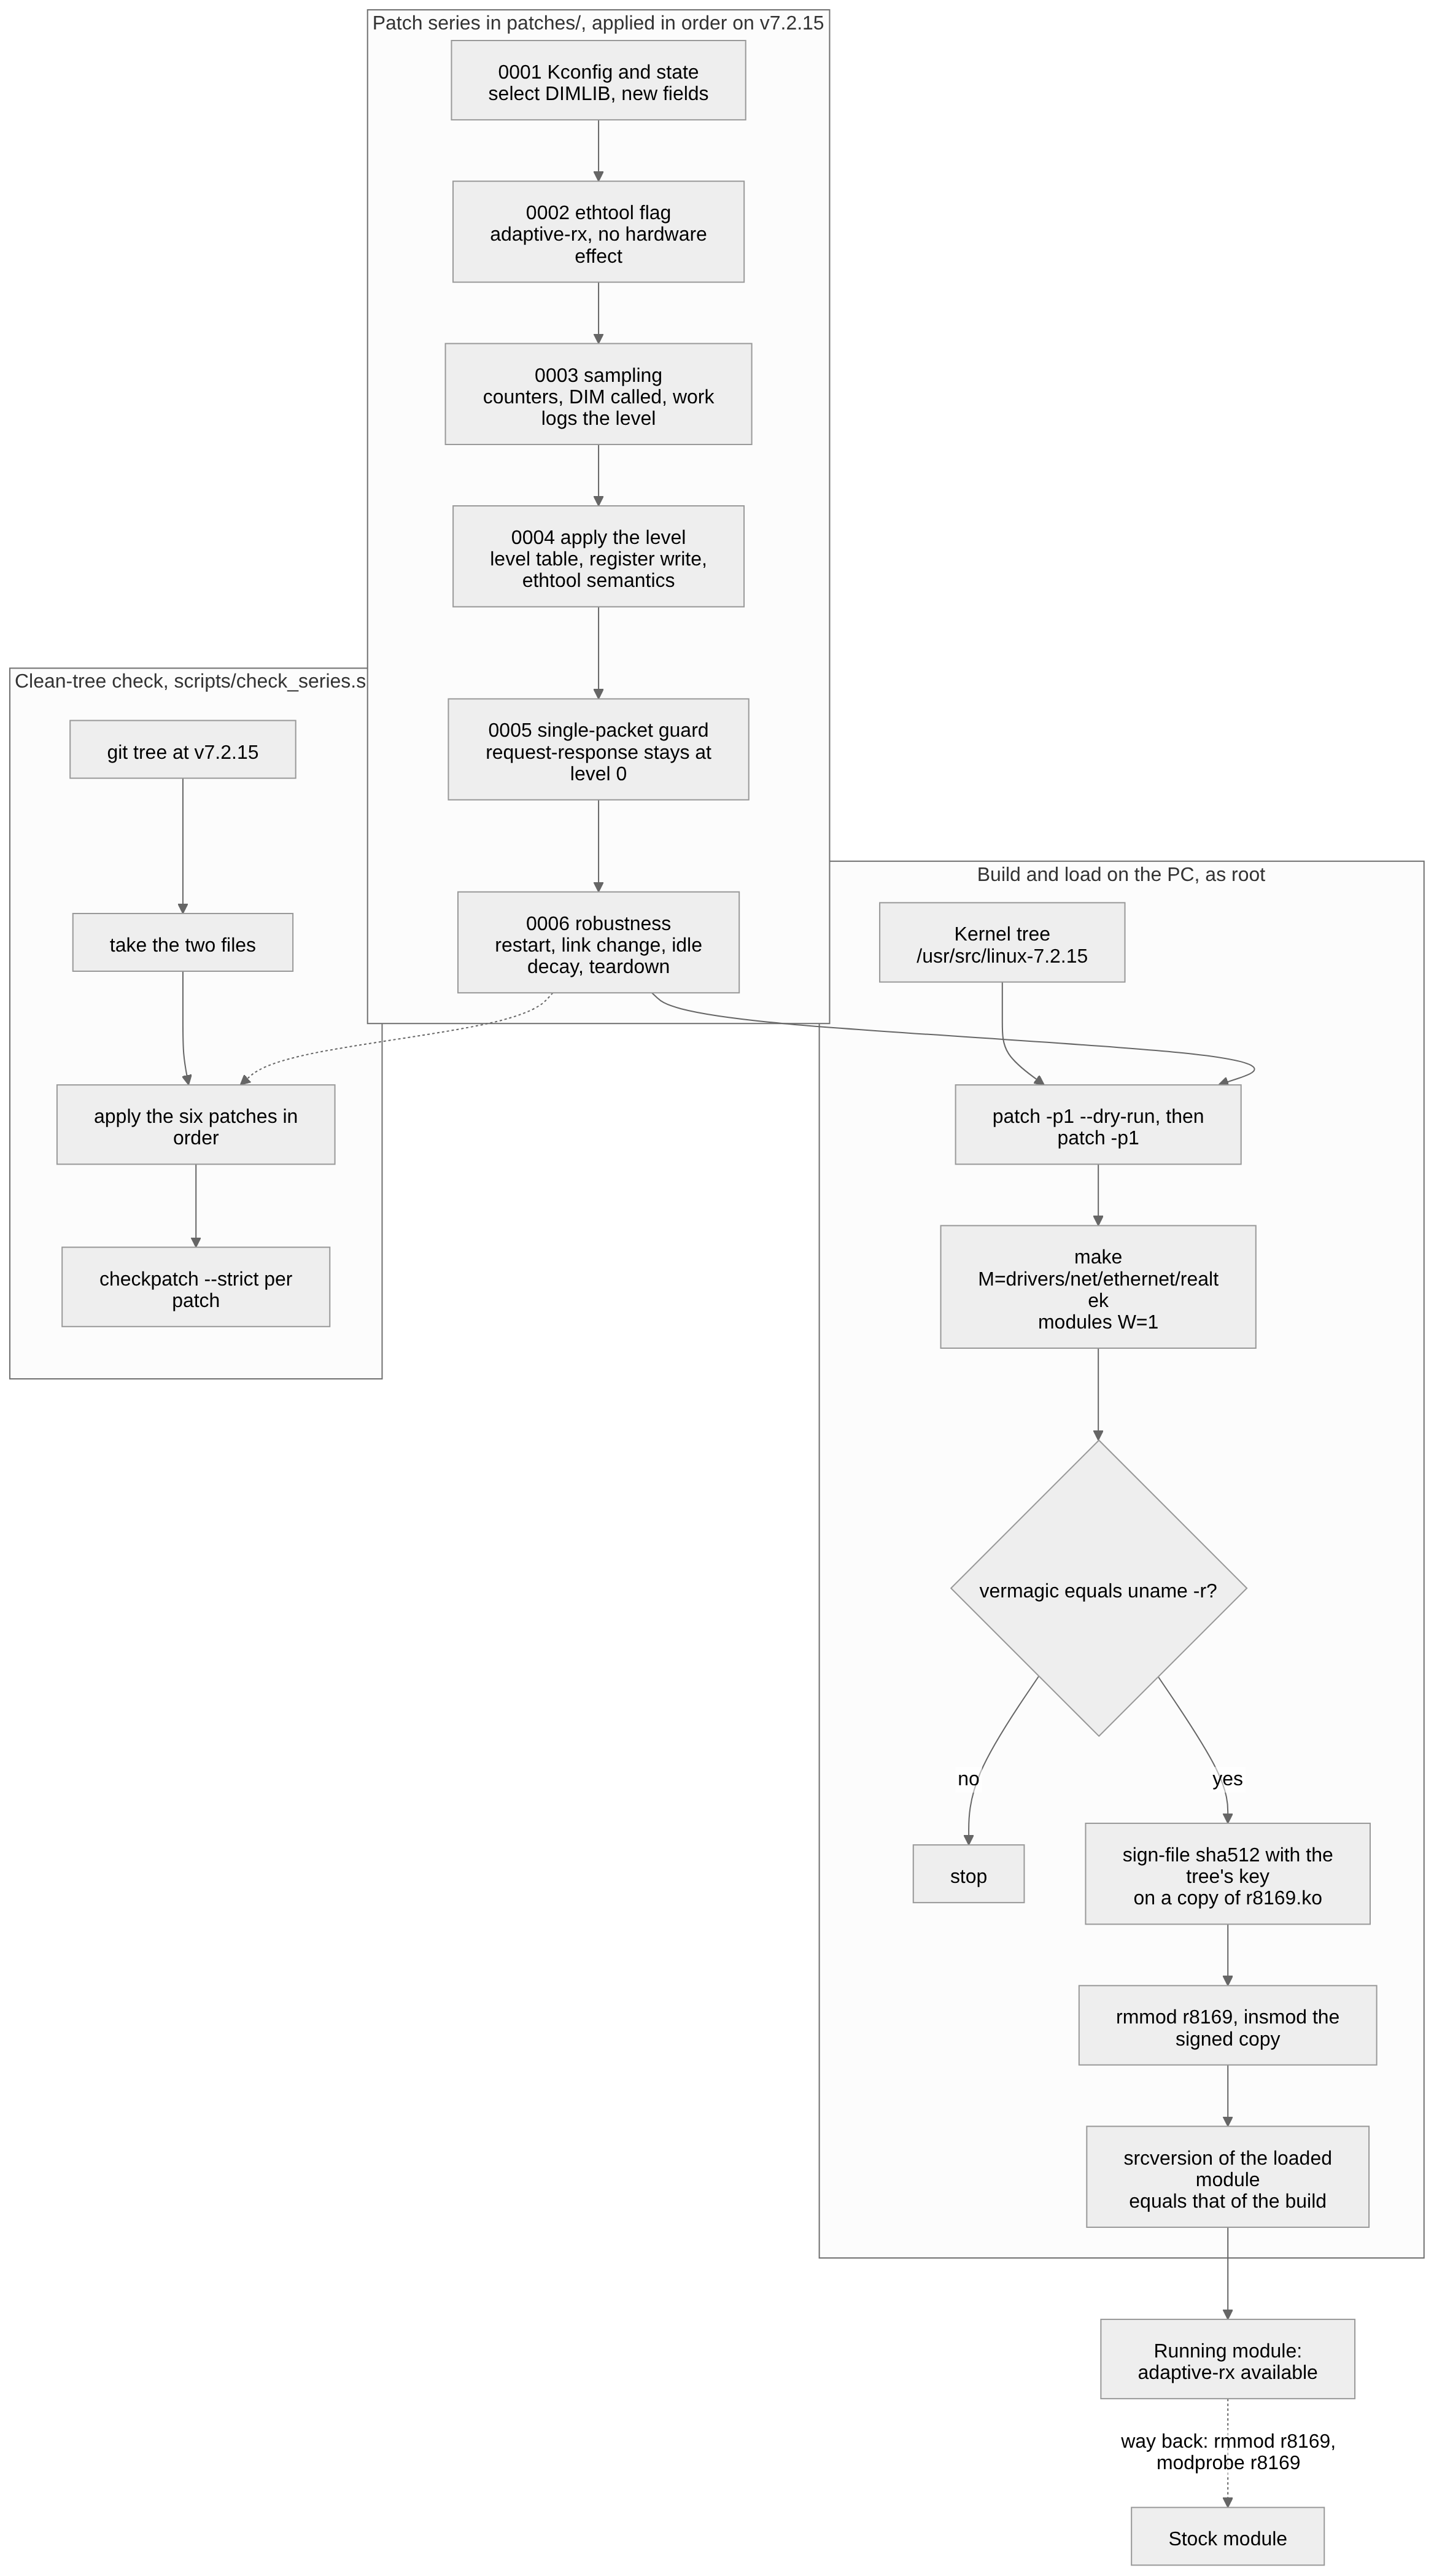 Patch series in patches/, applied in order on v7.2.15
0001 Kconfig and state
select DIMLIB, new fields
0002 ethtool flag
adaptive-rx, no hardware
effect
0003 sampling
counters, DIM called, work
logs the level
0004 apply the level
level table, register write,
ethtool semantics
0005 single-packet guard
request-response stays at
level 0
0006 robustness
restart, link change, idle
decay, teardown
Clean-tree check, scripts/check_series.s
git tree at v7.2.15
take the two files
apply the six patches in
order
checkpatch --strict per
patch
Build and load on the PC, as root
Kernel tree
/usr/src/linux-7.2.15
patch -p1 --dry-run, then
patch -p1
make
M=drivers/net/ethernet/realt
ek
modules W=1
vermagic equals uname -r?
no
yes
stop
sign-file sha512 with the
tree's key
on a copy of r8169.ko
rmmod r8169, insmod the
signed copy
srcversion of the loaded
module
equals that of the build
Running module:
adaptive-rx available
way back: rmmod r8169,
modprobe r8169
Stock module